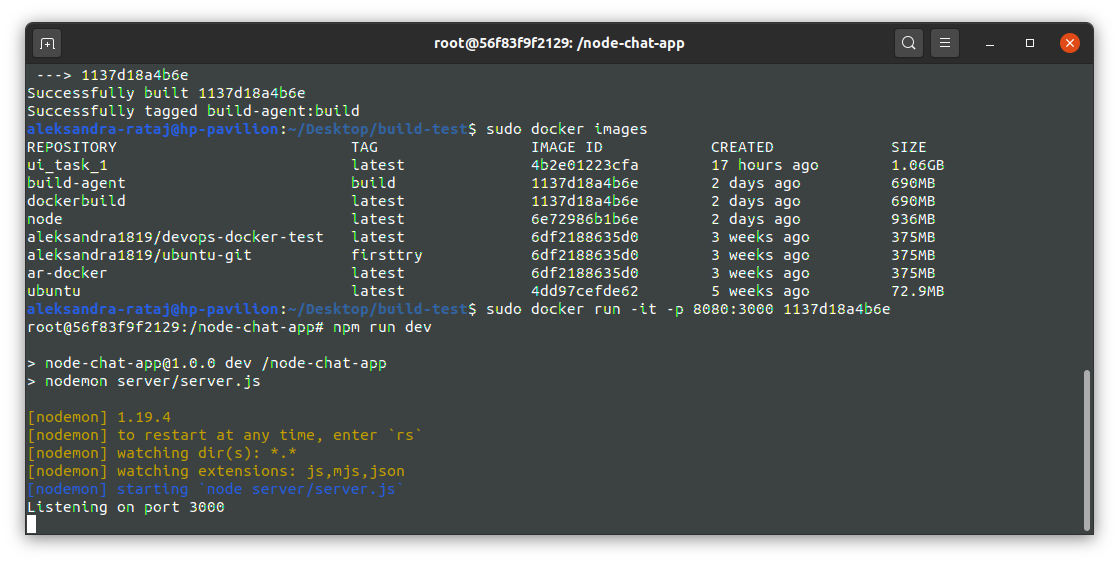 root@56f83f9f2129: /node-chat-app
---> 1137d18a4b6e
Successfully built 1137d18a4b6e
Successfully tagged build-agent:build
aleksandra-rataj@hp-pavilion:~/Desktop/build-test$ sudo docker images
REPOSITORY TAG IMAGE ID CREATED SIZE
ui_task_1 latest 4b2e01223cfa 17 hours ago 1.06GB
build-agent build 1137d18a4b6e 2 days ago 690MB
dockerbuild latest 1137d18a4b6e 2 days ago 690MB
node latest 6e72986b1b6e 2 days ago 936MB
aleksandra1819/devops-docker-test latest 6df2188635d0 3 weeks ago 375MB
aleksandra1819/ubuntu-git firsttry 6df2188635d0 3 weeks ago 375MB
ar-docker latest 6df2188635d0 3 weeks ago 375MB
ubuntu latest 4dd97cefde62 5 weeks ago 72.9MB
aleksandra-rataj@hp-pavilion:~/Desktop/build-test$ sudo docker run -it -p 8080:3000 1137d18a4b6e
root@56f83f9f2129:/node-chat-app# npm run dev
> node-chat-app@1.0.0 dev /node-chat-app
> nodemon server/server.js
[nodemon] 1.19.4
[nodemon] to restart at any time, enter `rs`
[nodemon] watching dir(s): *.*
[nodemon] watching extensions: js,mjs,json
[nodemon] starting `node server/server.js`
Listening on port 3000